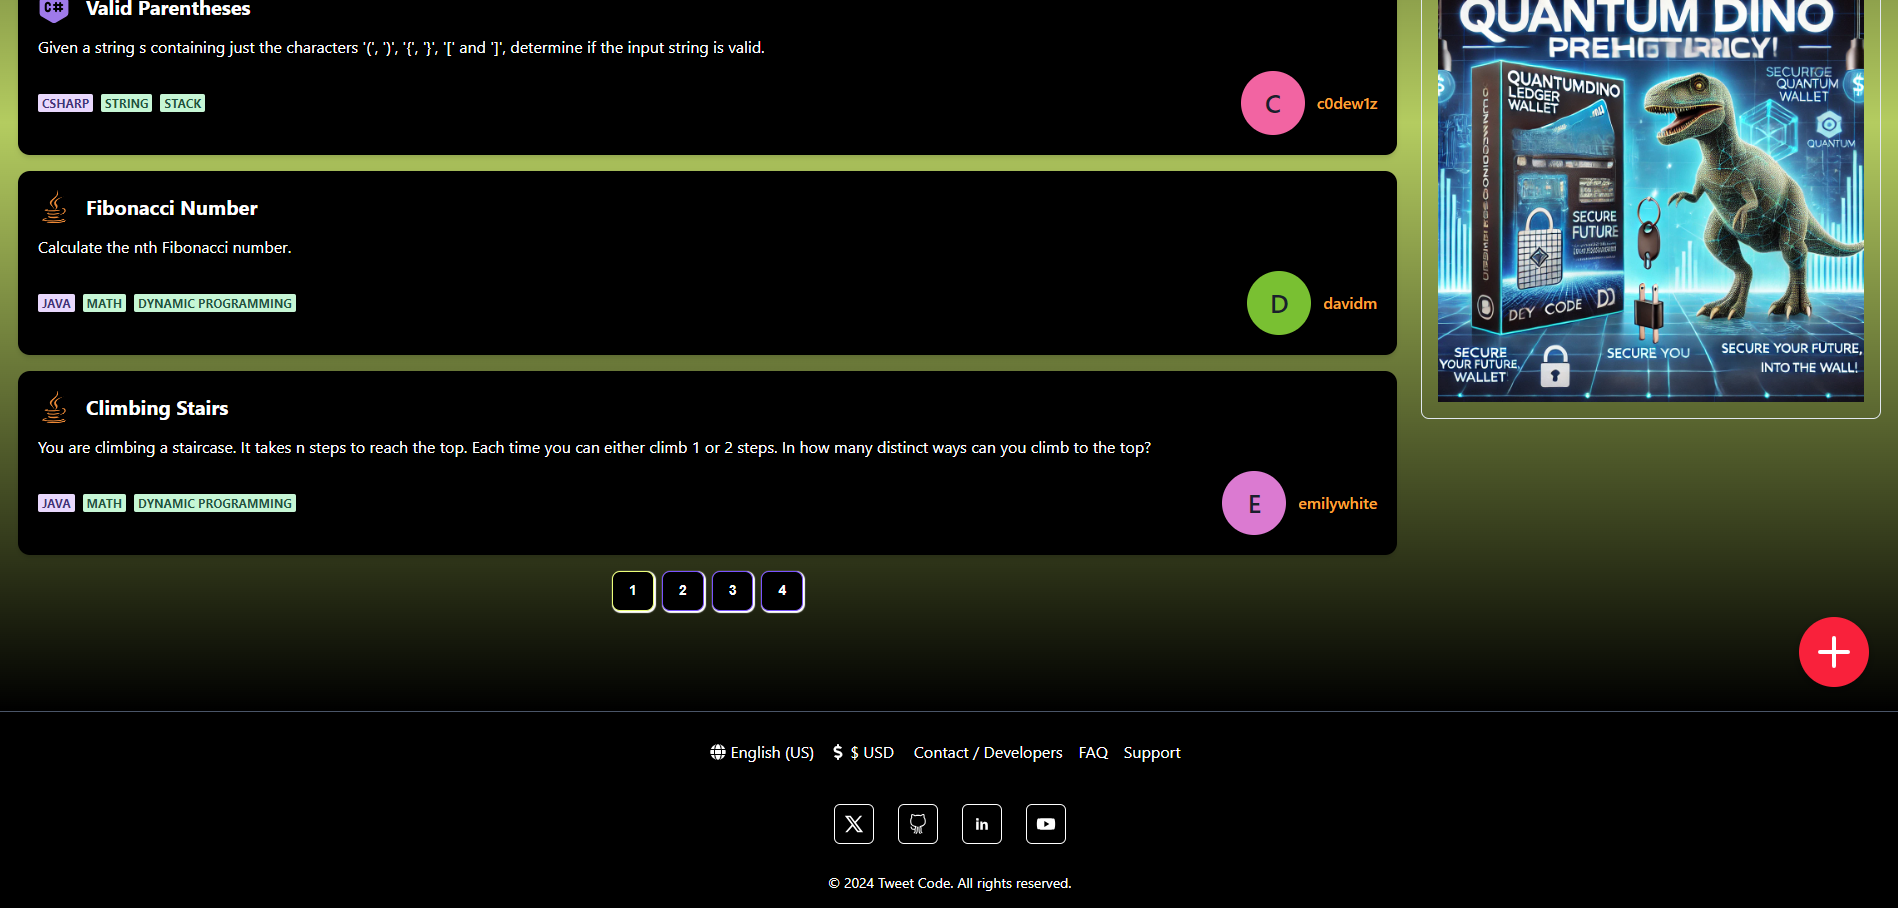 C#
Valid Parentheses
Given a string s containing just the characters '(', ')', '{', '}', '[' and ']', determine if the input string is valid.
CSHARP STRING STACK
C c0dew1z
Fibonacci Number
Calculate the nth Fibonacci number.
JAVA MATH DYNAMIC PROGRAMMING
D davidm
Climbing Stairs
You are climbing a staircase. It takes n steps to reach the top. Each time you can either climb 1 or 2 steps. In how many distinct ways can you climb to the top?
JAVA MATH DYNAMIC PROGRAMMING
E emilywhite
1 2 3 4
QUANTUM DINO
QUANTUMDINO
LEDGER
WALLET
SECURE
FUTURE
DEY CODE
QUANTUM
WALLET
QUANTUM
SECURE
YOUR FUTURE,
WALLET
SECURE YOU
SECURE YOUR FUTURE,
INTO THE WALL!
English (US) $ $ USD Contact / Developers FAQ Support
X in
© 2024 Tweet Code. All rights reserved.